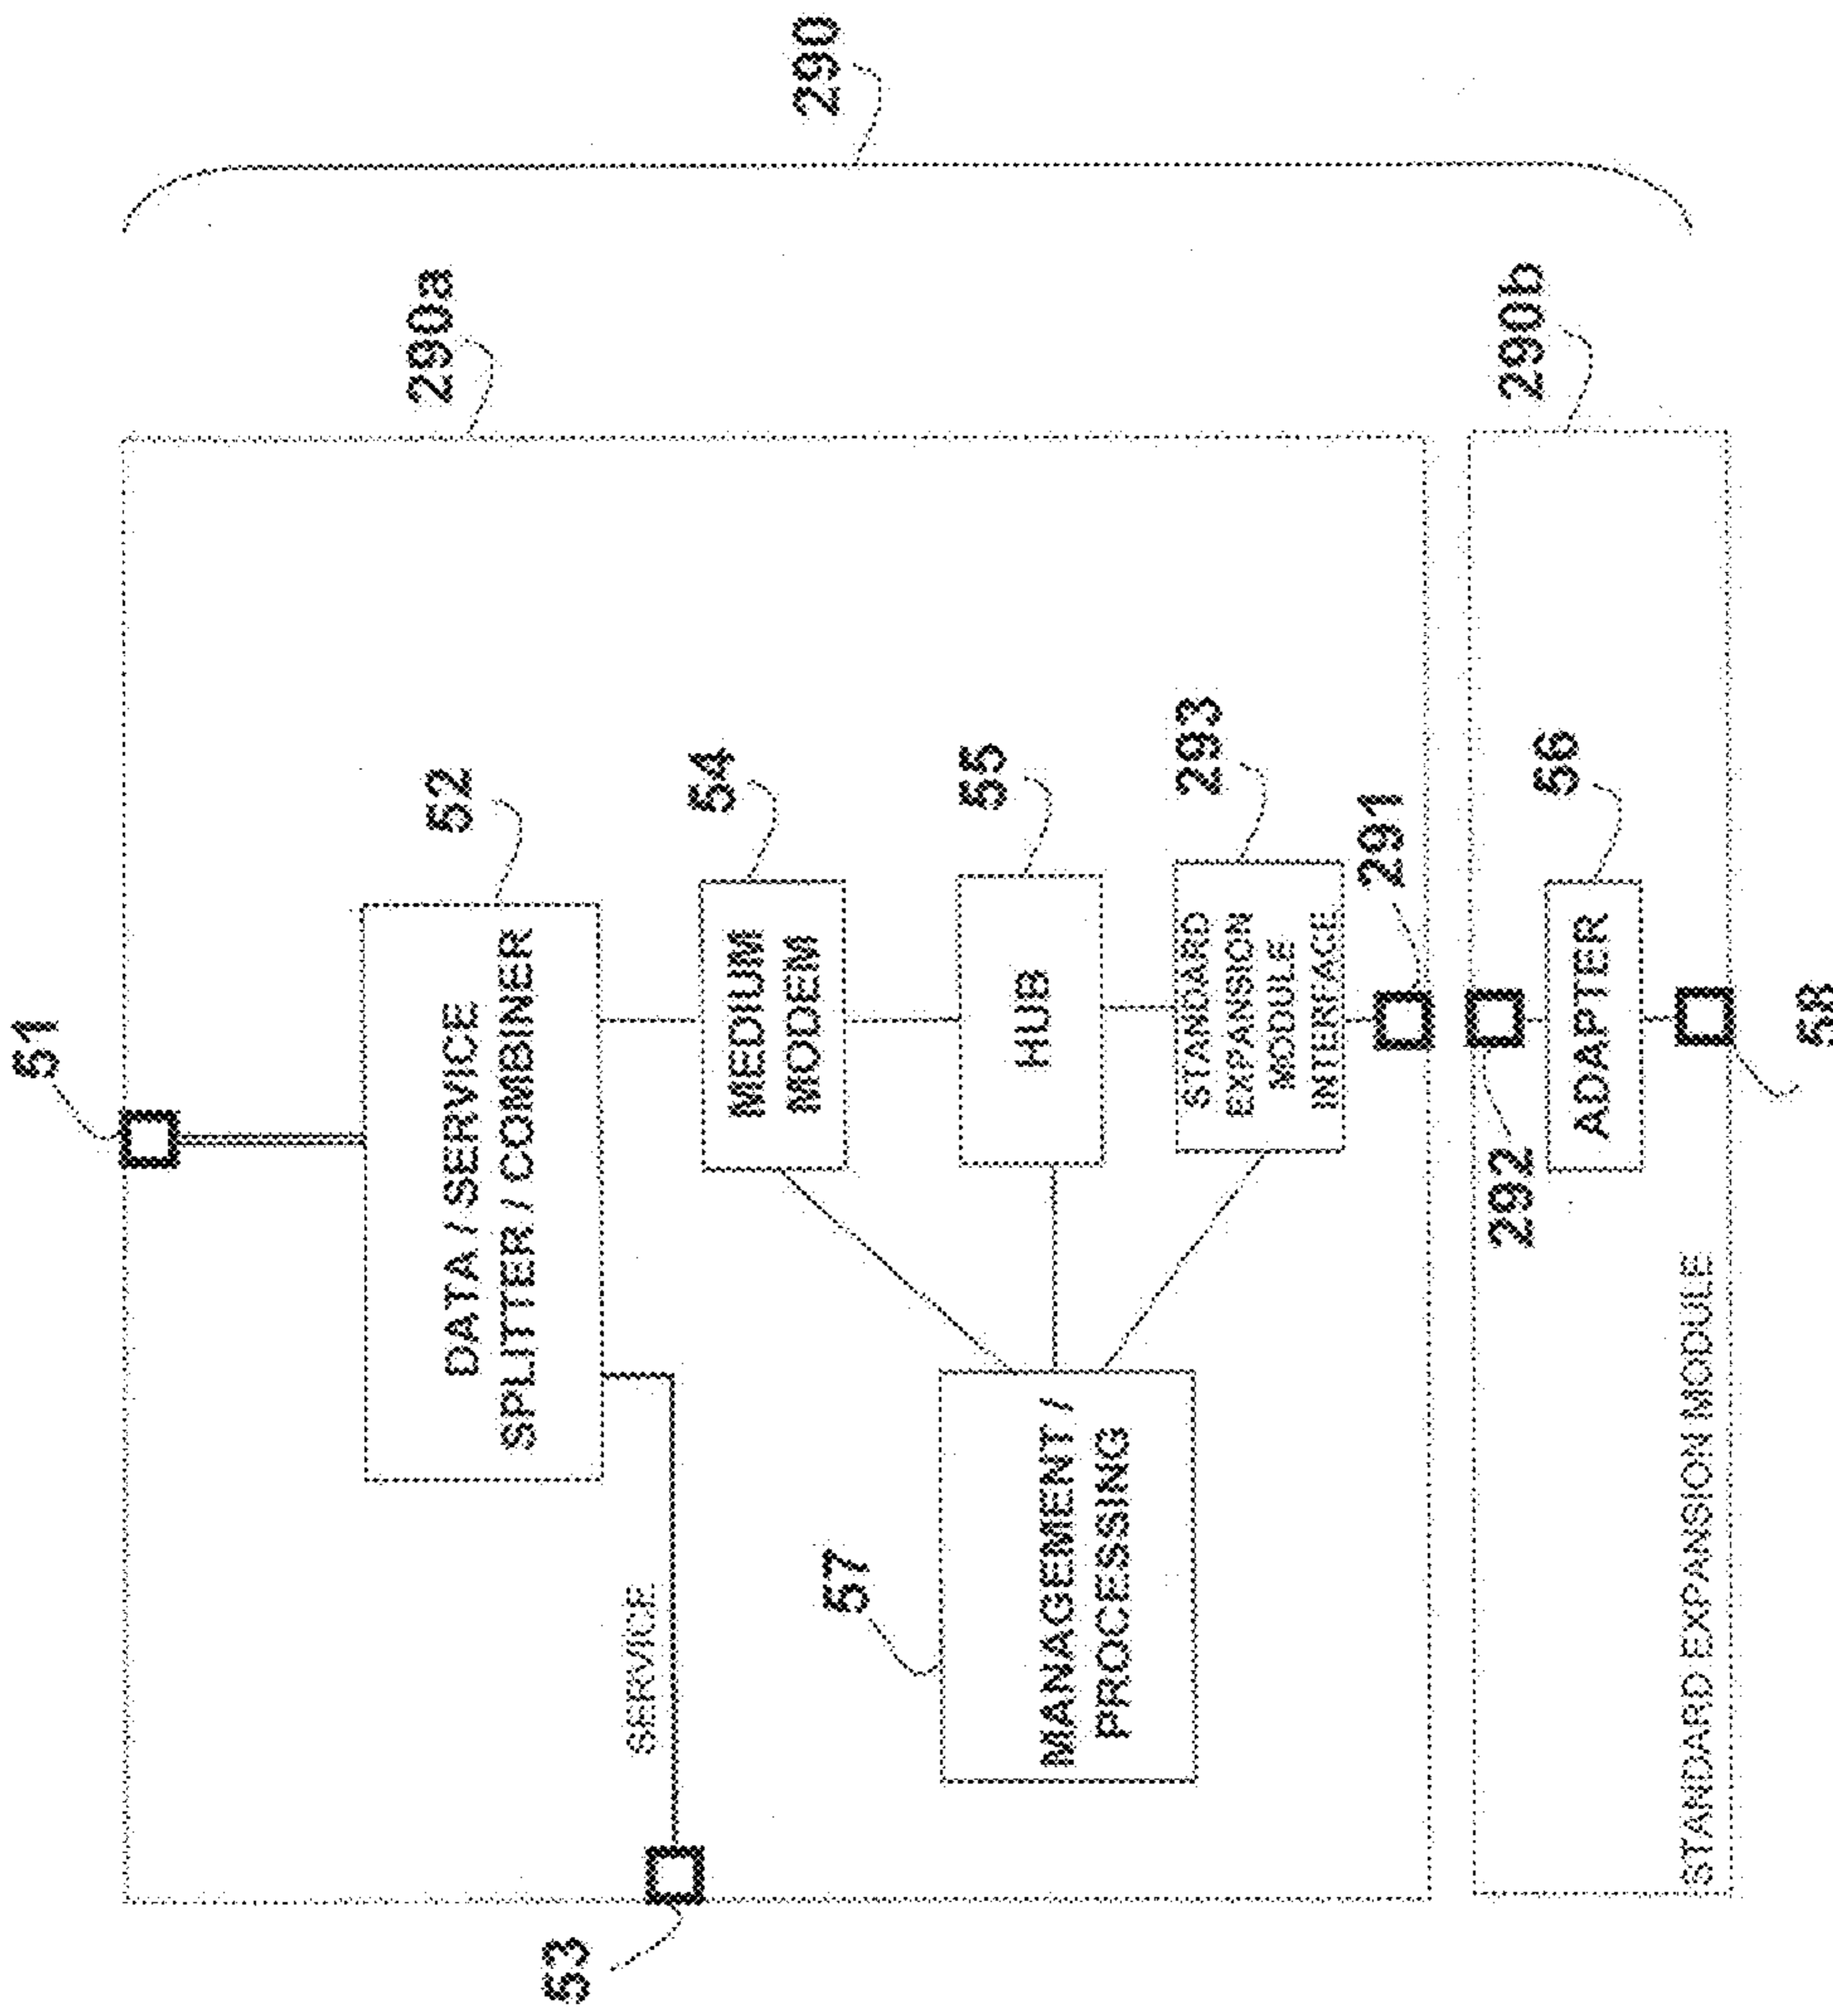 290
290a
290b
51
52
DATA / SERVICE
SPLITTER / COMBINER
54
MEDIUM
MODEM
55
HUB
293
STANDARD
EXPANSION
MODULE
INTERFACE
291
56
ADAPTER
292
58
57
MANAGEMENT /
PROCESSING
SERVICE
53
STANDARD EXPANSION MODULE